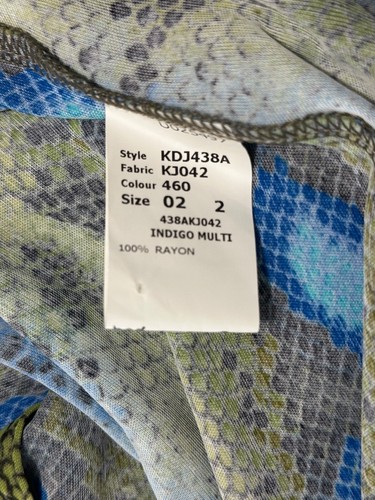 Style KDJ438A
Fabric KJ042
Colour 460
Size 02 2
438AKJ042
INDIGO MULTI
100% RAYON